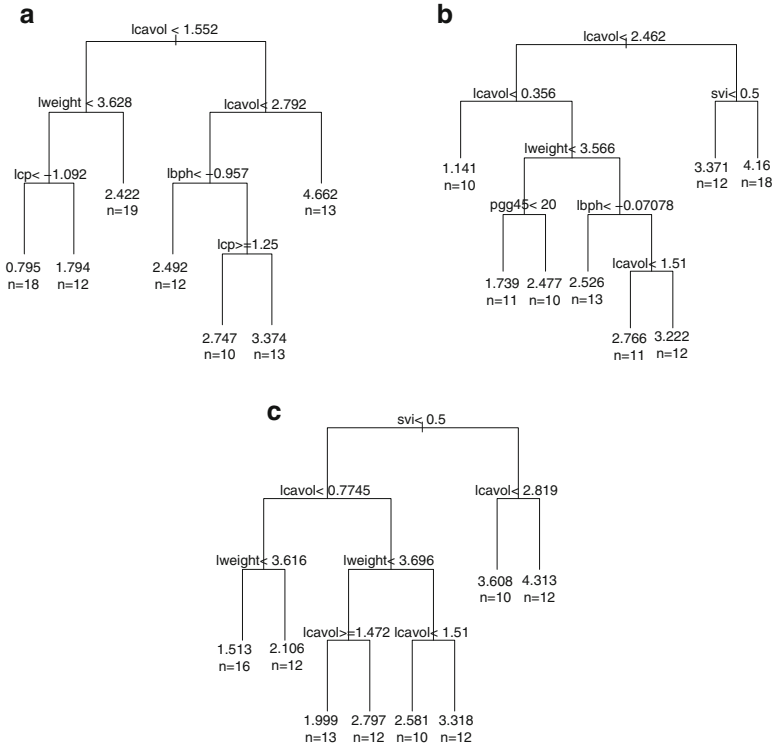 a
lcavol < 1.552
lweight < 3.628
lcavol< 2.792
lcp< −1.092
2.422
n=19
lbph< −0.957
4.662
n=13
0.795
n=18
1.794
n=12
2.492
n=12
lcp>=1.25
2.747
n=10
3.374
n=13
b
lcavol< 2.462
lcavol< 0.356
svi< 0.5
1.141
n=10
lweight< 3.566
3.371
n=12
4.16
n=18
pgg45< 20
lbph< −0.07078
1.739
n=11
2.477
n=10
2.526
n=13
lcavol< 1.51
2.766
n=11
3.222
n=12
c
svi< 0.5
lcavol< 0.7745
lcavol< 2.819
lweight< 3.616
lweight< 3.696
3.608
n=10
4.313
n=12
1.513
n=16
2.106
n=12
lcavol>=1.472
lcavol< 1.51
1.999
n=13
2.797
n=12
2.581
n=10
3.318
n=12